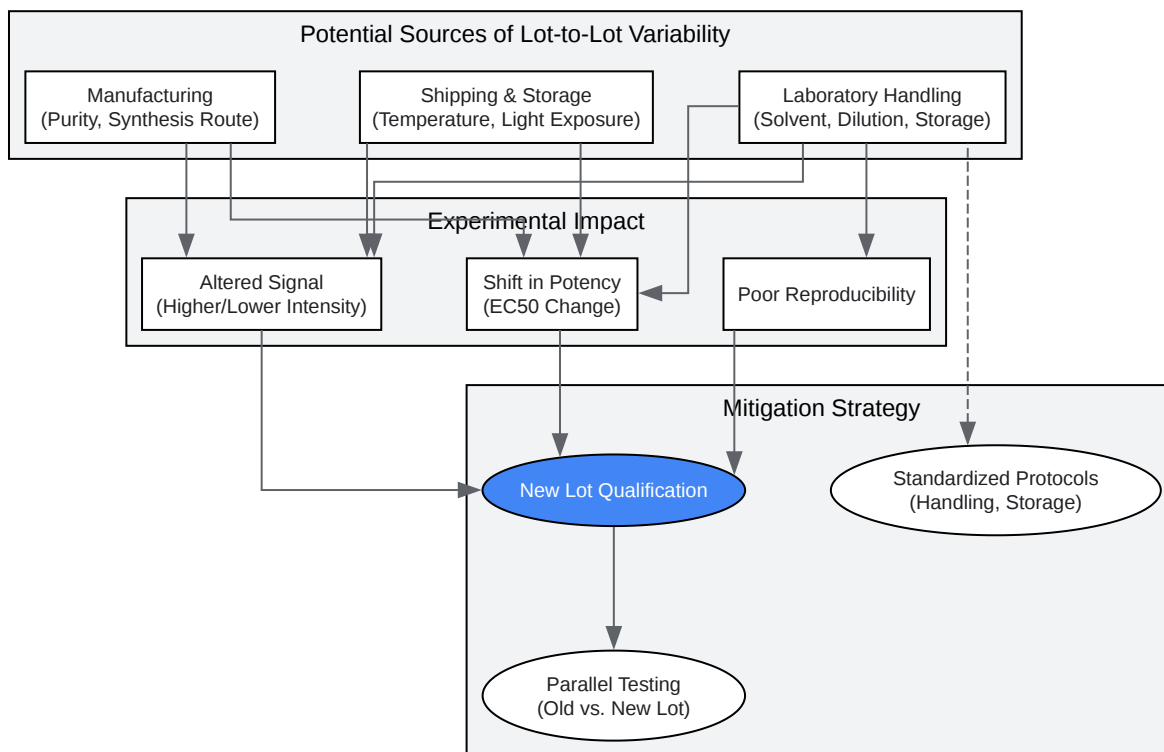 Potential Sources of Lot-to-Lot Variability
Manufacturing
(Purity, Synthesis Route)
Shipping & Storage
(Temperature, Light Exposure)
Laboratory Handling
(Solvent, Dilution, Storage)
Experimental Impact
Altered Signal
(Higher/Lower Intensity)
Shift in Potency
(EC50 Change)
Poor Reproducibility
Mitigation Strategy
New Lot Qualification
Standardized Protocols
(Handling, Storage)
Parallel Testing
(Old vs. New Lot)